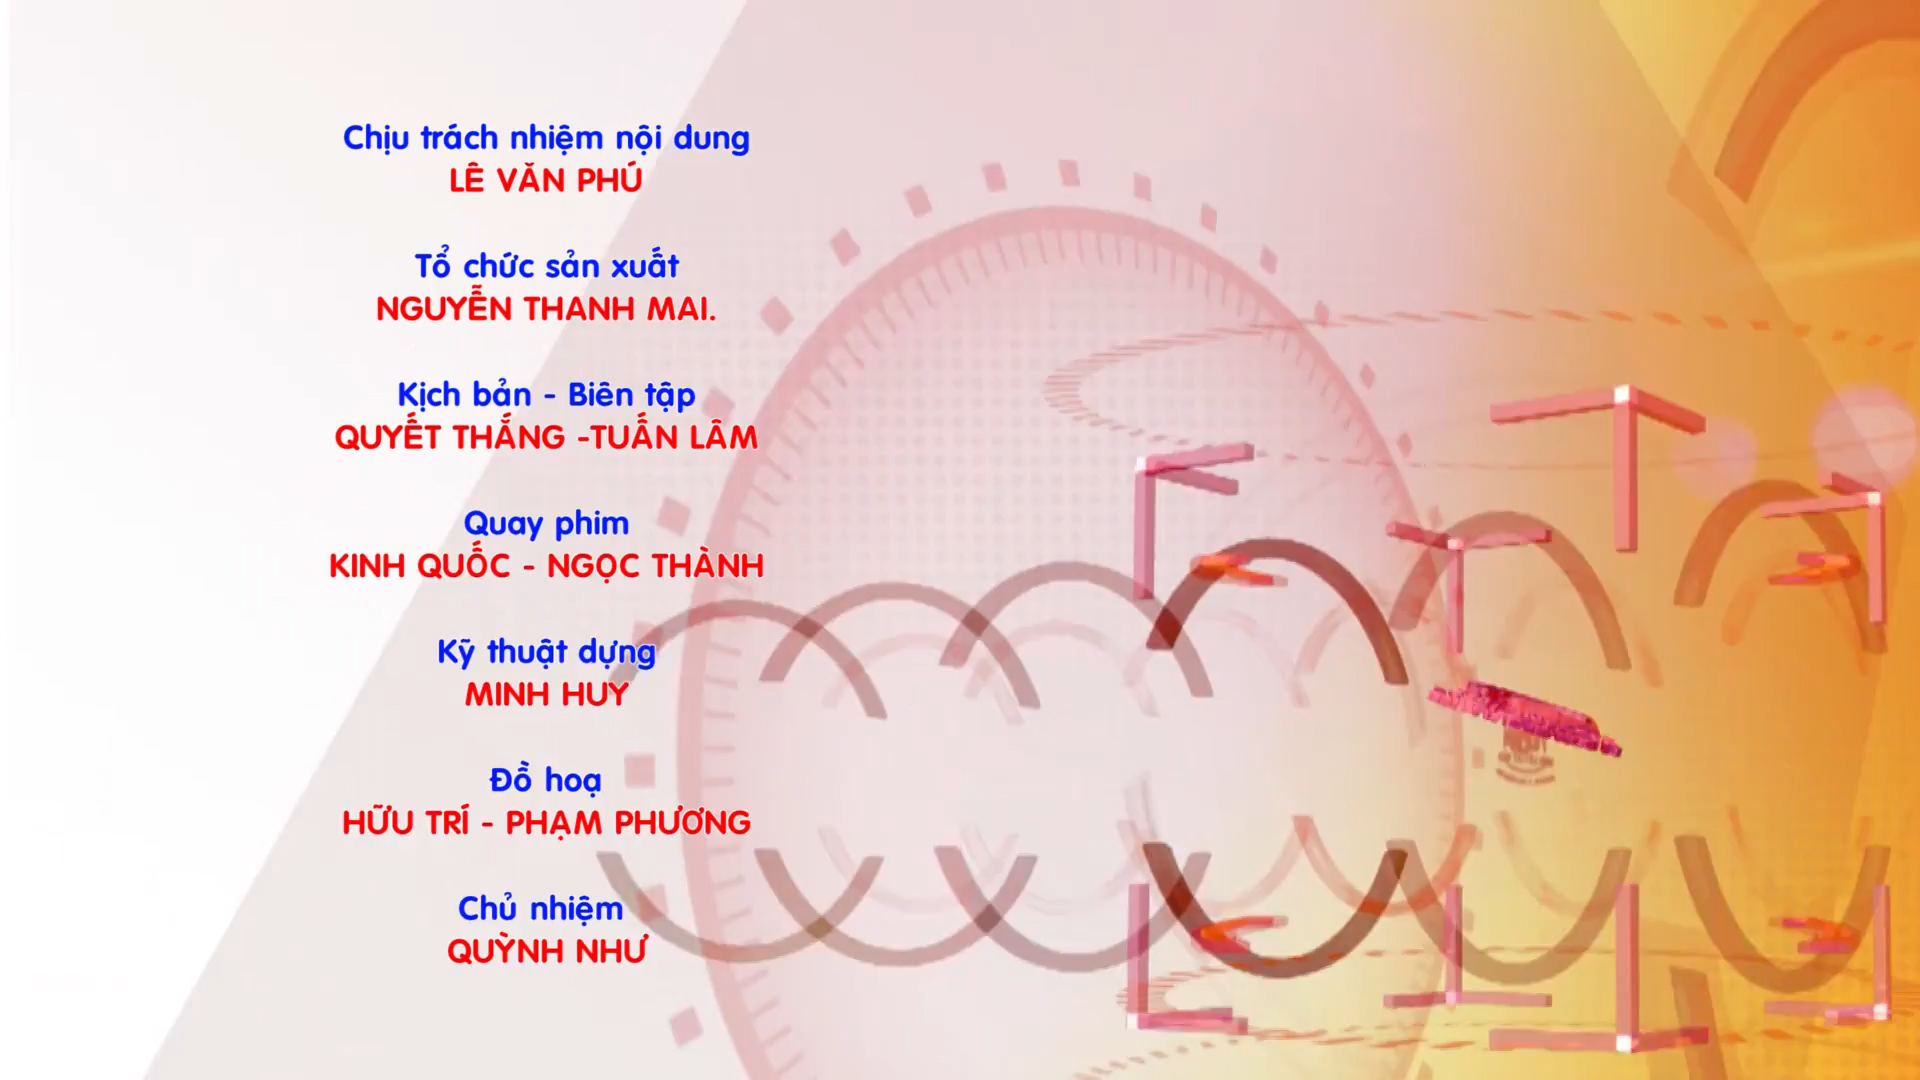 Chịu trách nhiệm nội dung
LÊ VĂN PHÚ
Tổ chức sản xuất
NGUYỄN THANH MAI.
Kịch bản - Biên tập
QUYẾT THẮNG -TUẤN LÂM
Quay phim
KINH QUỐC - NGỌC THÀNH
Kỹ thuật dựng
MINH HUY
Đồ hoạ
HỮU TRÍ - PHẠM PHƯƠNG
Chủ nhiệm
QUỲNH NHƯ